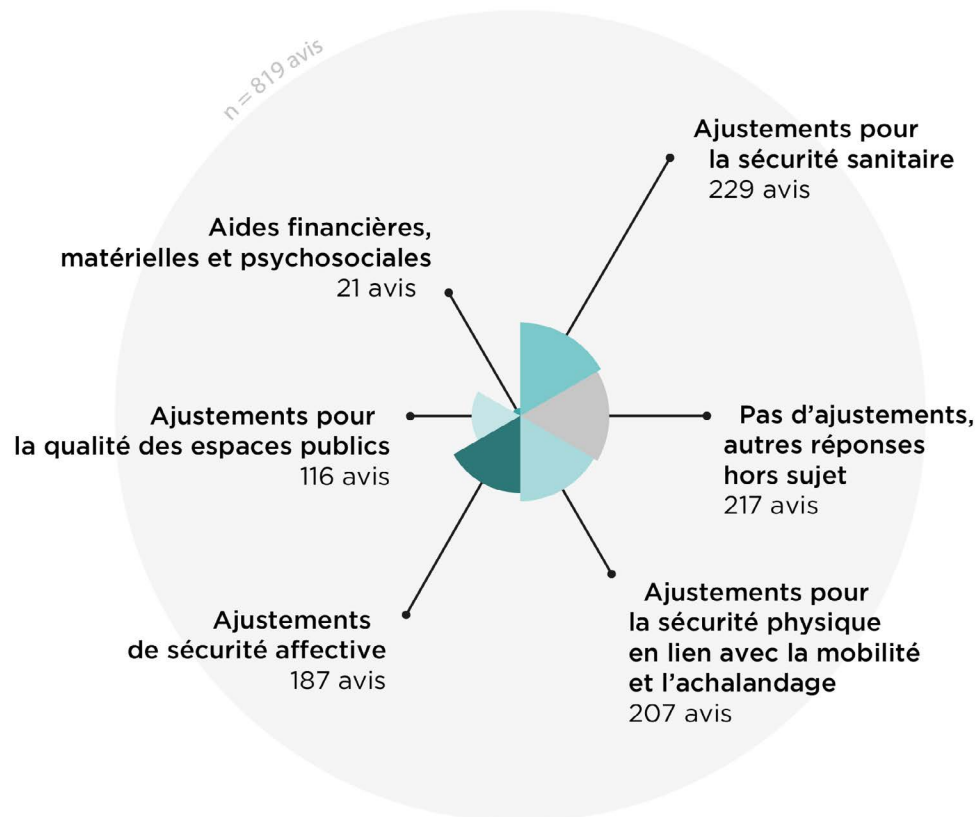 n = 819 avis
Ajustements pour
la sécurité sanitaire
229 avis
Aides financières,
matérielles et psychosociales
21 avis
Ajustements pour
la qualité des espaces publics
116 avis
Pas d’ajustements,
autres réponses
hors sujet
217 avis
Ajustements
de sécurité affective
187 avis
Ajustements pour
la sécurité physique
en lien avec la mobilité
et l’achalandage
207 avis